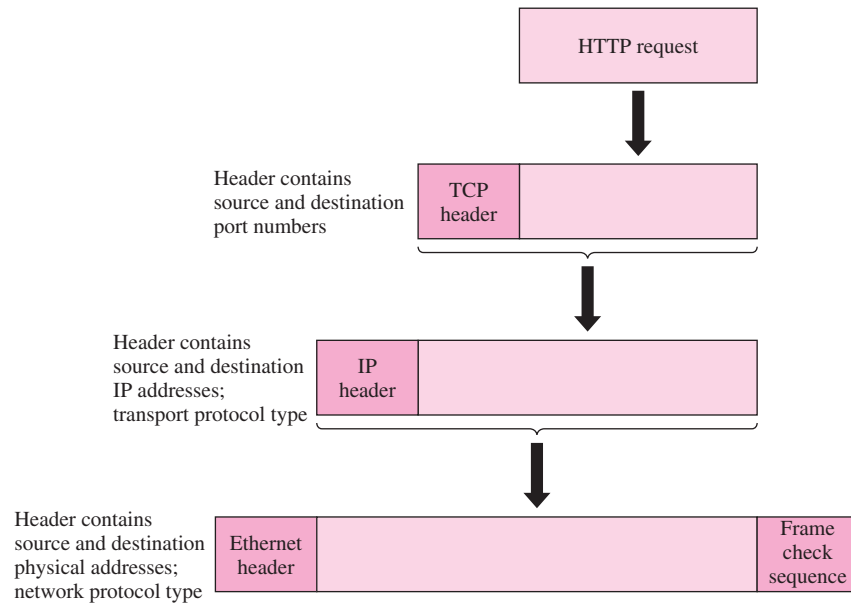 HTTP request
Header contains
source and destination
port numbers
TCP
header
Header contains
source and destination
IP addresses;
transport protocol type
IP
header
Header contains
source and destination
physical addresses;
network protocol type
Ethernet
header
Frame
check
sequence